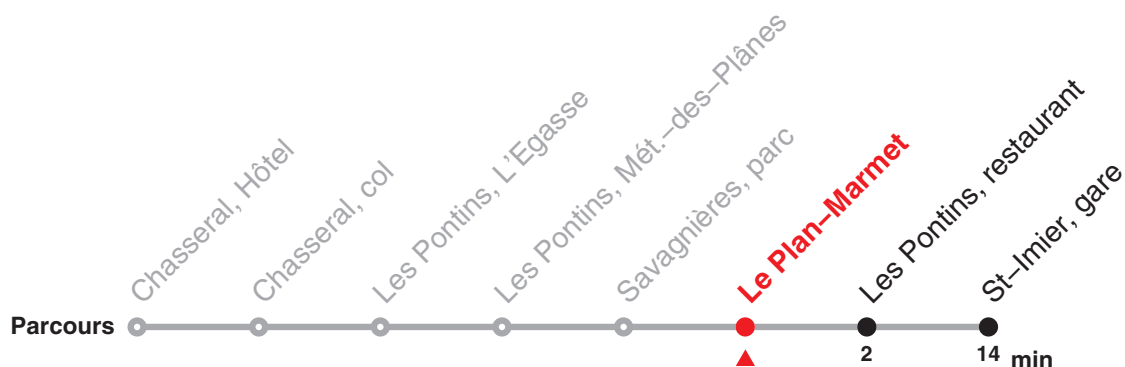 Chasseral, Hôtel
Chasseral, col
Les Pontins, L'Egasse
Les Pontins, Mét.–des–Plânes
Savagnières, parc
Le Plan–Marmet
Les Pontins, restaurant
St–Imier, gare
Parcours
2
14
min